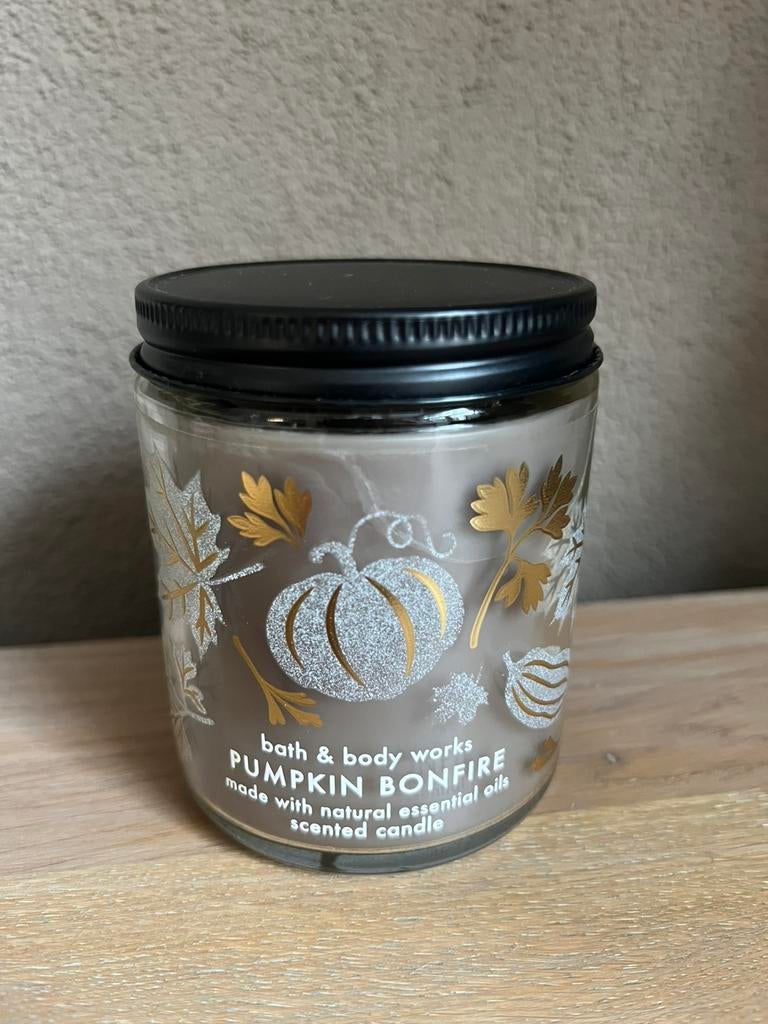 bath & body works
PUMPKIN BONFIRE
made with natural essential oils
scented candle